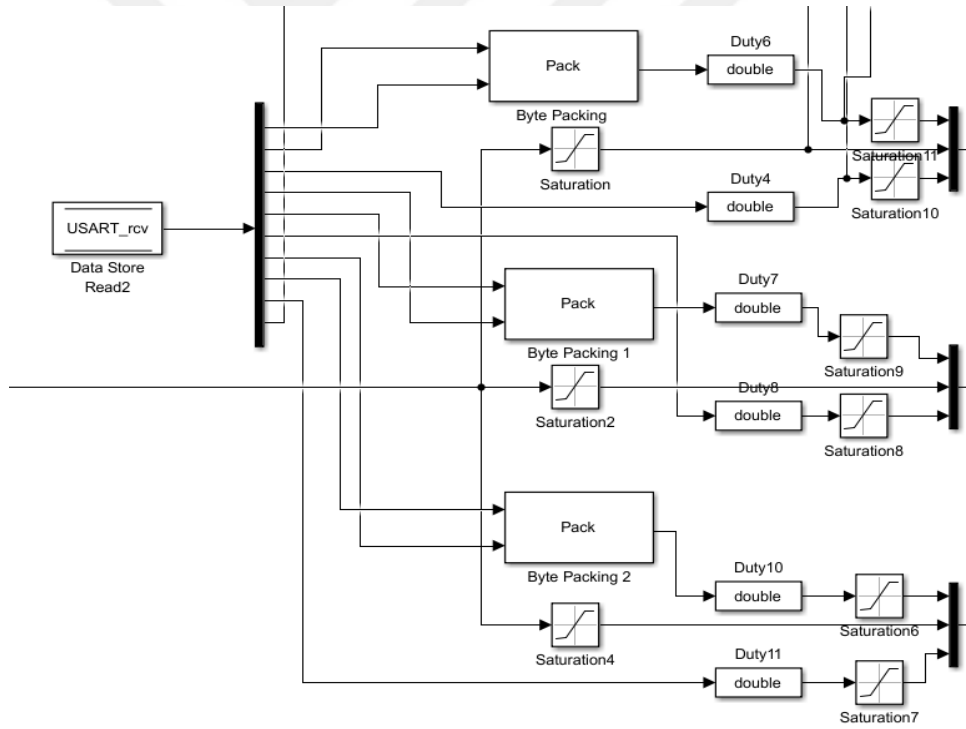 Duty6
Pack
double
Byte Packing
Saturation11
Saturation
Duty4
double
Saturation10
USART_rcv
Data Store
Read2
Duty7
Pack
double
Byte Packing 1
Saturation9
Duty8
double
Saturation2
Saturation8
Pack
Byte Packing 2
Duty10
double
Saturation6
Saturation4
Duty11
double
Saturation7